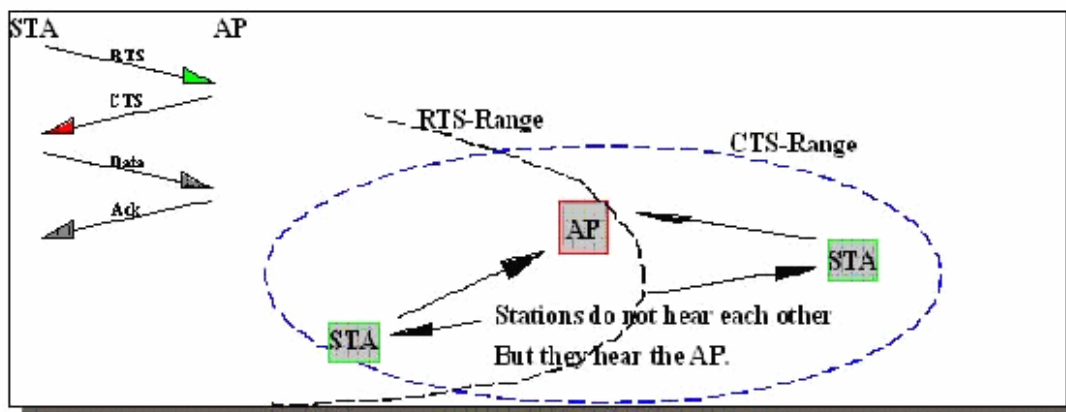 STA
AP
RTS
CTS
Data
Ack
RTS-Range
CTS-Range
AP
STA
STA
Stations do not hear each other
But they hear the AP.